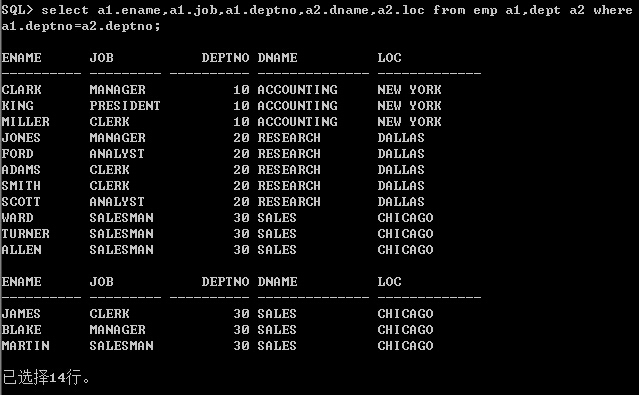 SQL> select a1.ename,a1.job,a1.deptno,a2.dname,a2.loc from emp a1,dept a2 where
a1.deptno=a2.deptno;
ENAME      JOB           DEPTNO DNAME          LOC
---------- --------- ---------- -------------- -------------
CLARK      MANAGER           10 ACCOUNTING     NEW YORK
KING       PRESIDENT         10 ACCOUNTING     NEW YORK
MILLER     CLERK             10 ACCOUNTING     NEW YORK
JONES      MANAGER           20 RESEARCH       DALLAS
FORD       ANALYST           20 RESEARCH       DALLAS
ADAMS      CLERK             20 RESEARCH       DALLAS
SMITH      CLERK             20 RESEARCH       DALLAS
SCOTT      ANALYST           20 RESEARCH       DALLAS
WARD       SALESMAN          30 SALES          CHICAGO
TURNER     SALESMAN          30 SALES          CHICAGO
ALLEN      SALESMAN          30 SALES          CHICAGO
ENAME      JOB           DEPTNO DNAME          LOC
---------- --------- ---------- -------------- -------------
JAMES      CLERK             30 SALES          CHICAGO
BLAKE      MANAGER           30 SALES          CHICAGO
MARTIN     SALESMAN          30 SALES          CHICAGO
已选择14行。